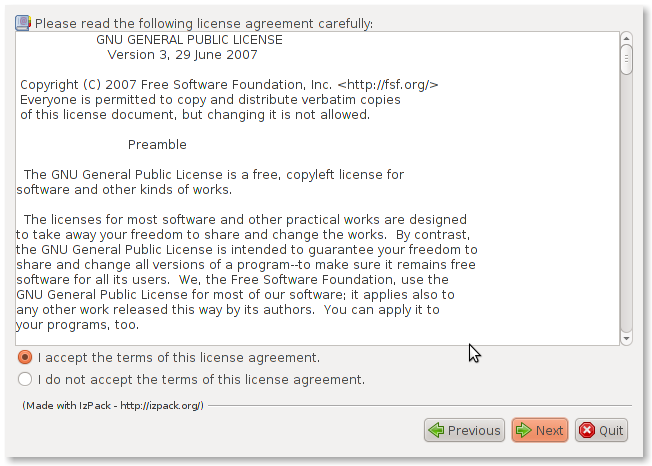 Please read the following license agreement carefully:
GNU GENERAL PUBLIC LICENSE
Version 3, 29 June 2007
Copyright (C) 2007 Free Software Foundation, Inc. <http://fsf.org/>
Everyone is permitted to copy and distribute verbatim copies
of this license document, but changing it is not allowed.
Preamble
The GNU General Public License is a free, copyleft license for
software and other kinds of works.
The licenses for most software and other practical works are designed
to take away your freedom to share and change the works.  By contrast,
the GNU General Public License is intended to guarantee your freedom to
share and change all versions of a program--to make sure it remains free
software for all its users.  We, the Free Software Foundation, use the
GNU General Public License for most of our software; it applies also to
any other work released this way by its authors.  You can apply it to
your programs, too.
I accept the terms of this license agreement.
I do not accept the terms of this license agreement.
(Made with IzPack - http://izpack.org/)
Previous Next Quit